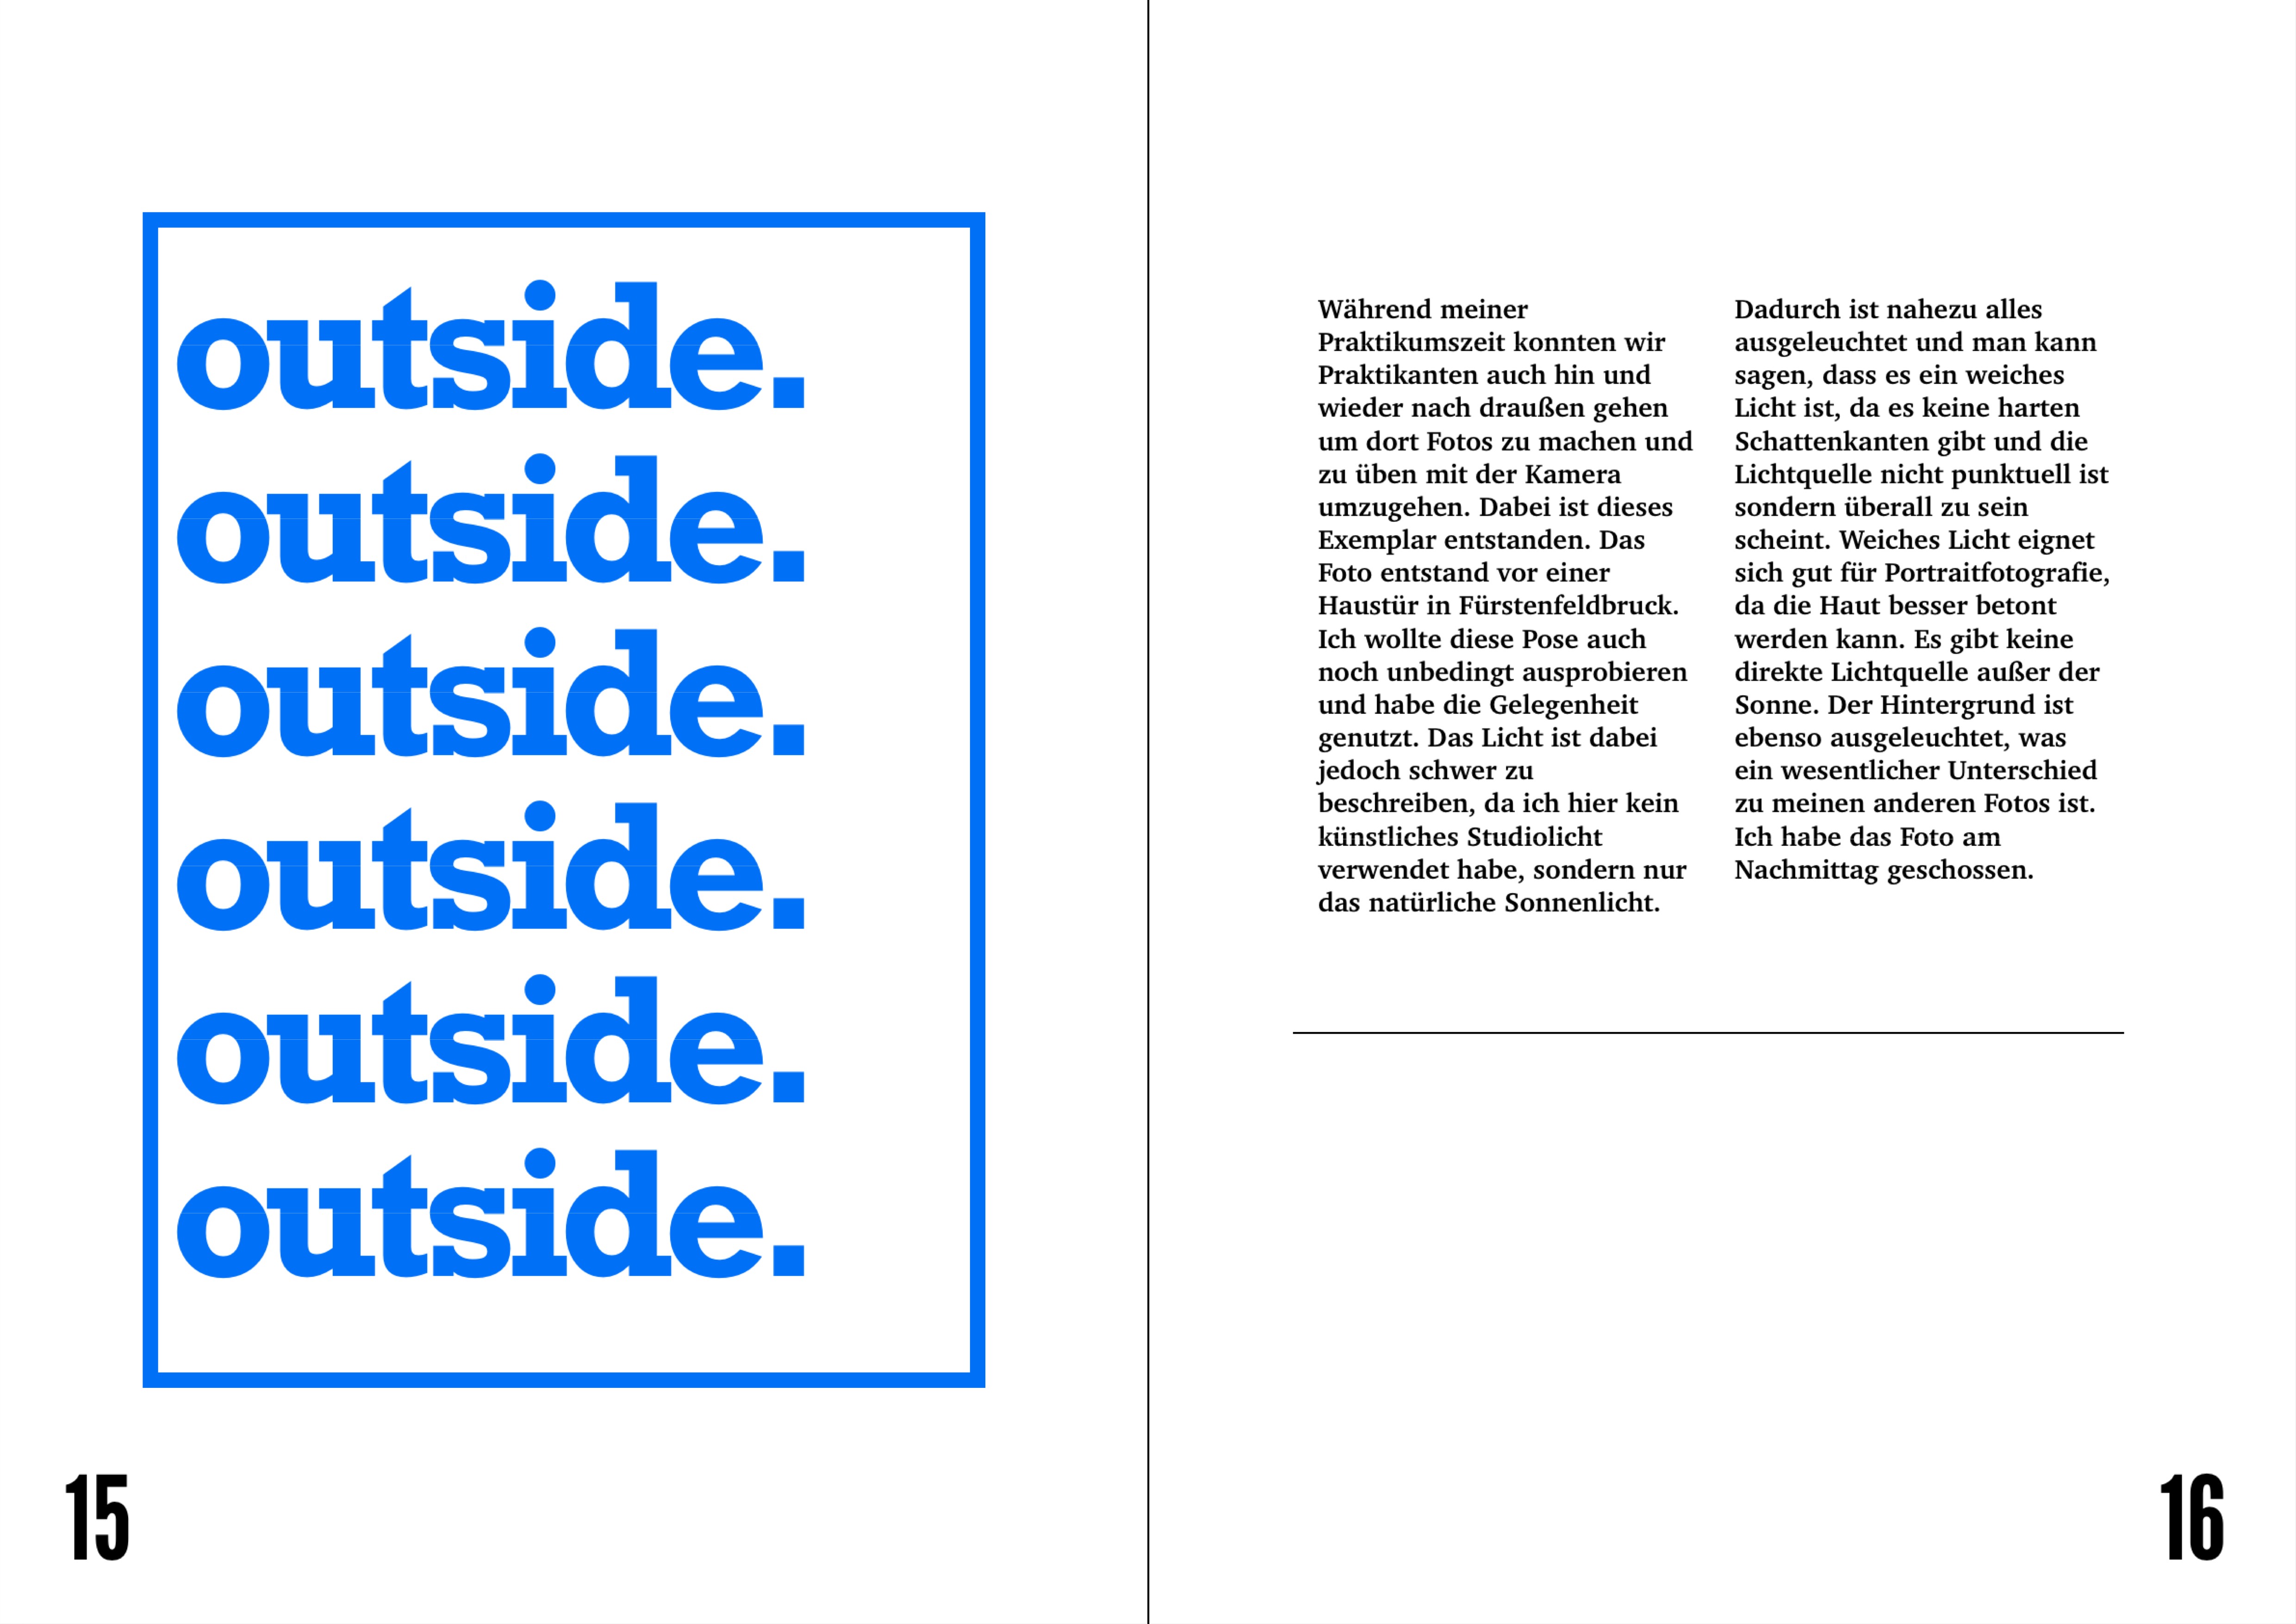 outside.
outside.
outside.
outside.
outside.
outside.
15
Während meiner
Praktikumszeit konnten wir
Praktikanten auch hin und
wieder nach draußen gehen
um dort Fotos zu machen und
zu üben mit der Kamera
umzugehen. Dabei ist dieses
Exemplar entstanden. Das
Foto entstand vor einer
Haustür in Fürstenfeldbruck.
Ich wollte diese Pose auch
noch unbedingt ausprobieren
und habe die Gelegenheit
genutzt. Das Licht ist dabei
jedoch schwer zu
beschreiben, da ich hier kein
künstliches Studiolicht
verwendet habe, sondern nur
das natürliche Sonnenlicht.
Dadurch ist nahezu alles
ausgeleuchtet und man kann
sagen, dass es ein weiches
Licht ist, da es keine harten
Schattenkanten gibt und die
Lichtquelle nicht punktuell ist
sondern überall zu sein
scheint. Weiches Licht eignet
sich gut für Portraitfotografie,
da die Haut besser betont
werden kann. Es gibt keine
direkte Lichtquelle außer der
Sonne. Der Hintergrund ist
ebenso ausgeleuchtet, was
ein wesentlicher Unterschied
zu meinen anderen Fotos ist.
Ich habe das Foto am
Nachmittag geschossen.
16